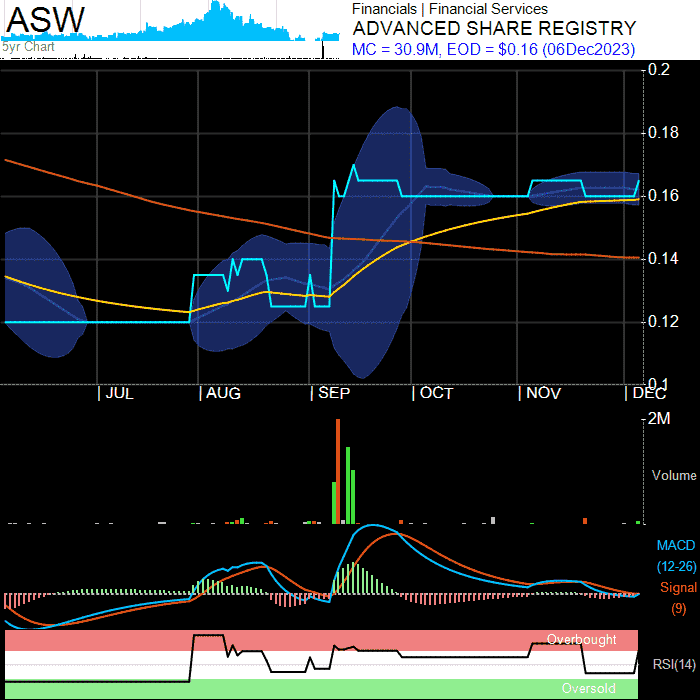 ASW
5yr Chart
Financials | Financial Services
ADVANCED SHARE REGISTRY
MC = 30.9M, EOD = $0.16 (06Dec2023)
0.2
0.18
0.16
0.14
0.12
0.1
| JUL | AUG | SEP | OCT | NOV | DEC
2M
Volume
MACD
(12-26)
Signal
(9)
Overbought
RSI(14)
Oversold